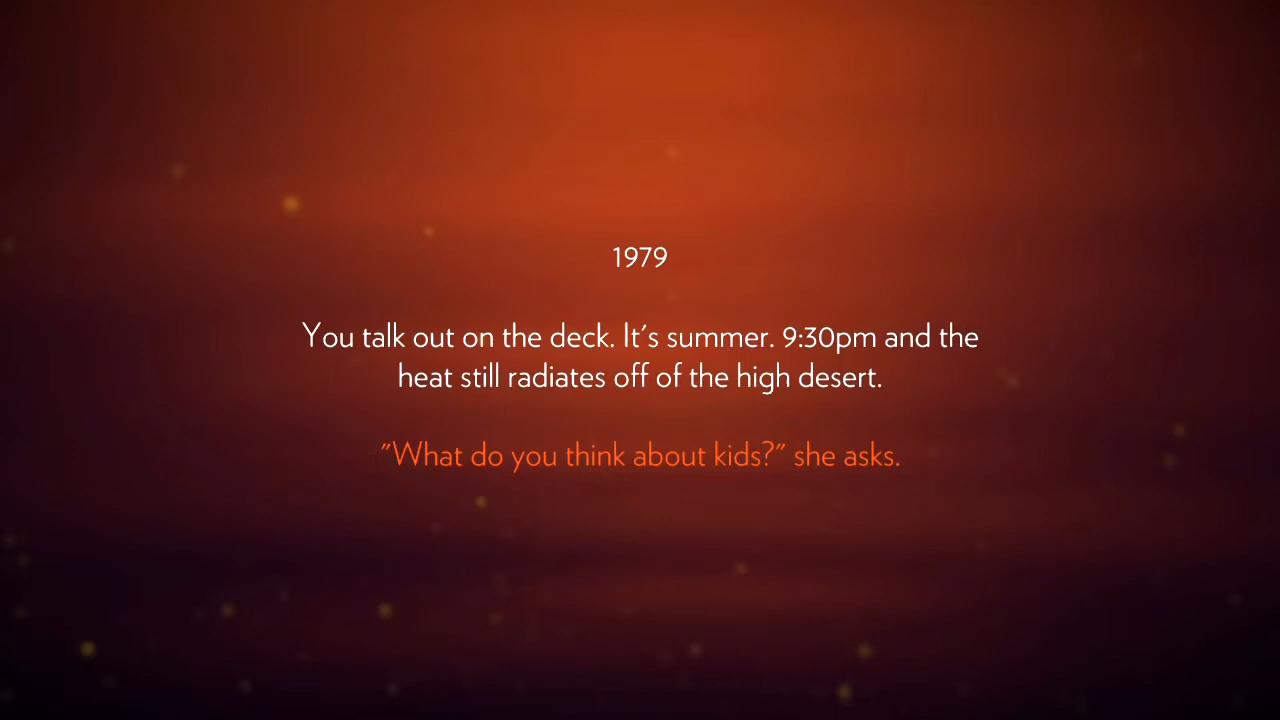 1979
You talk out on the deck. It's summer. 9:30pm and the
heat still radiates off of the high desert.
"What do you think about kids?" she asks.